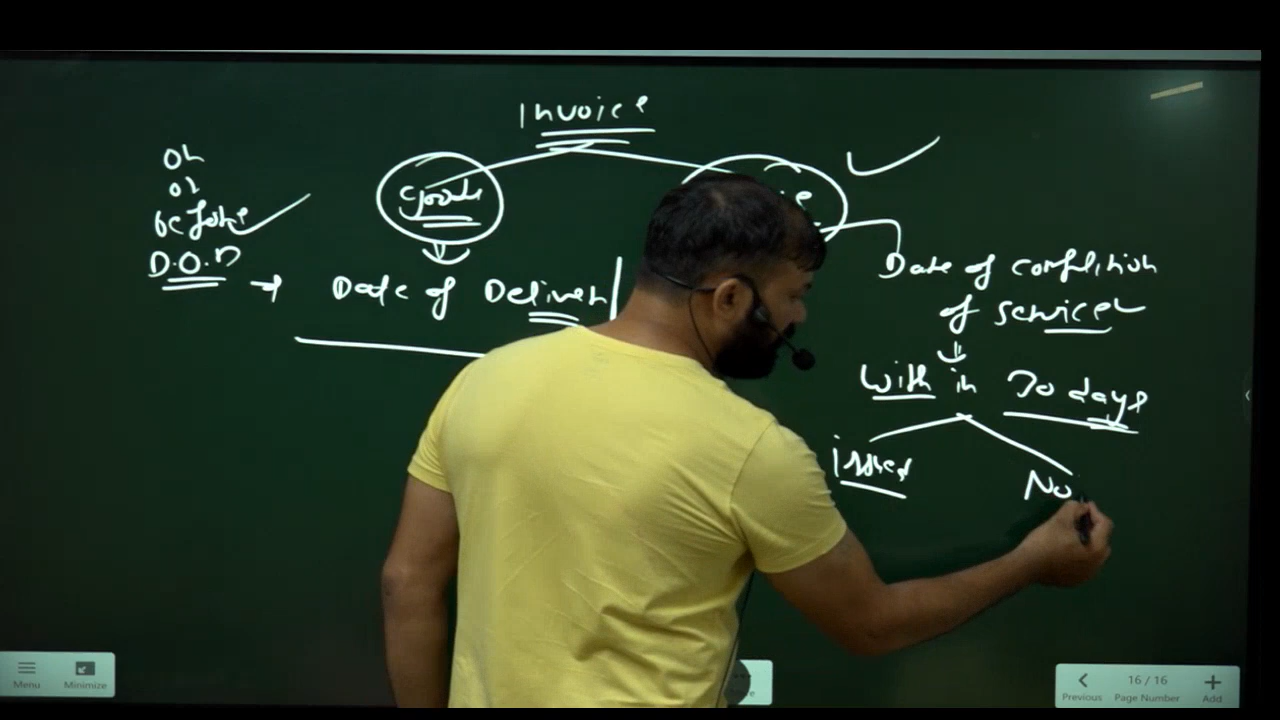 Invoice
on
or
before
D.O.D
Goods
Date of Deliver
Date of completion
of services
With in 30 days
issued
No
Menu
Minimize
16 / 16
Previous
Page Number
Add